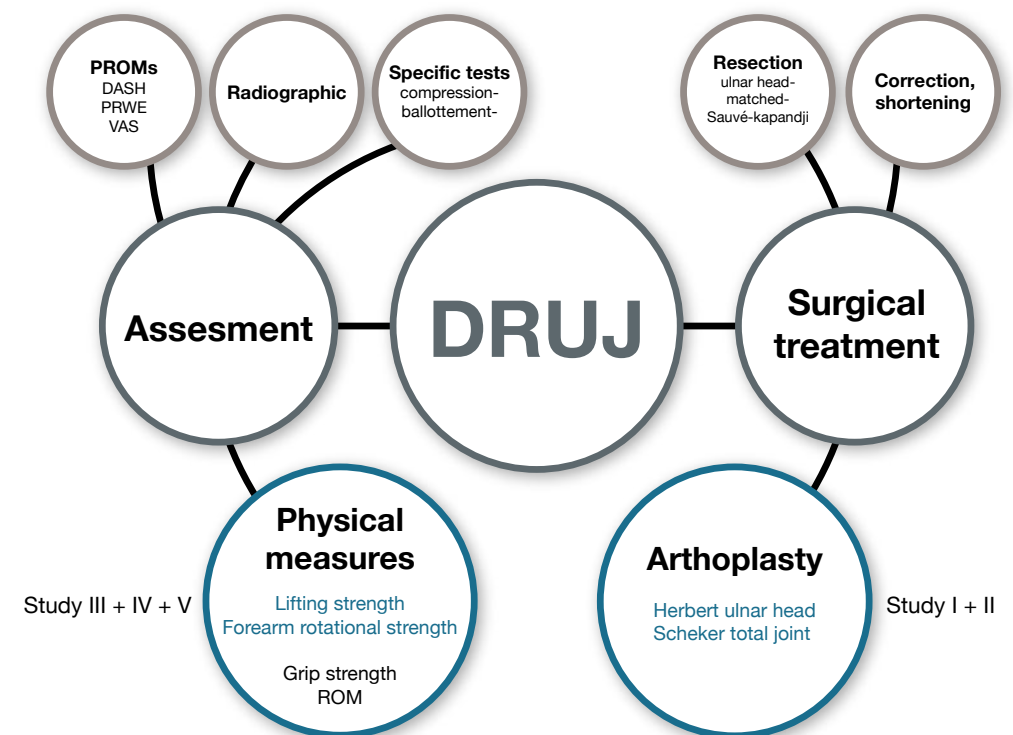 PROMs
DASH
PRWE
VAS
Radiographic
Specific tests
compression-
ballottement-
Resection
ulnar head-
matched-
Sauvé-kapandji
Correction,
shortening
Assesment
DRUJ
Surgical
treatment
Physical
measures
Lifting strength
Forearm rotational strength
Grip strength
ROM
Study III + IV + V
Arthoplasty
Herbert ulnar head
Scheker total joint
Study I + II